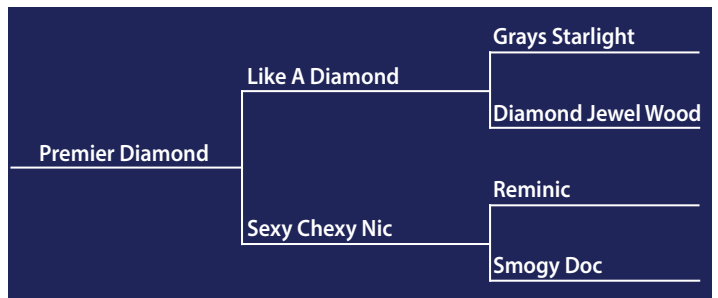 Grays Starlight
Like A Diamond
Diamond Jewel Wood
Premier Diamond
Reminic
Sexy Chexy Nic
Smogy Doc